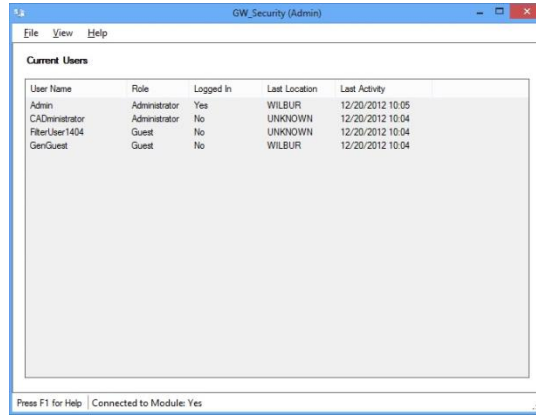 GW_Security (Admin)
File View Help
Current Users
User Name Role Logged In Last Location Last Activity
Admin Administrator Yes WILBUR 12/20/2012 10:05
CADministrator Administrator No UNKNOWN 12/20/2012 10:04
FilterUser1404 Guest No UNKNOWN 12/20/2012 10:04
GenGuest Guest No WILBUR 12/20/2012 10:04
Press F1 for Help Connected to Module: Yes